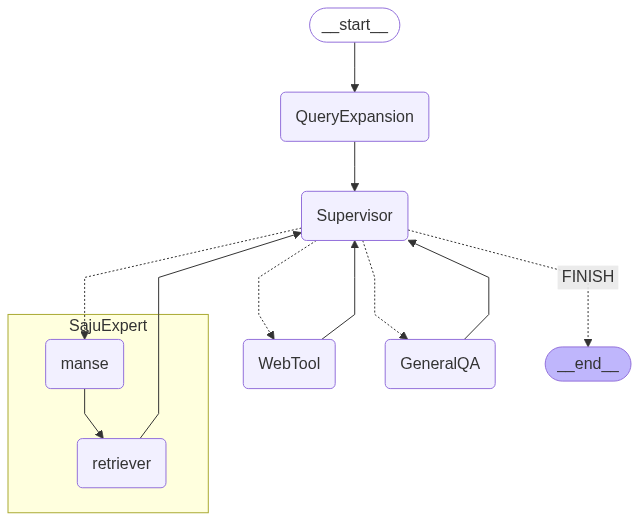 __start__
QueryExpansion
Supervisor
FINISH
SajuExpert
manse
WebTool
GeneralQA
__end__
retriever